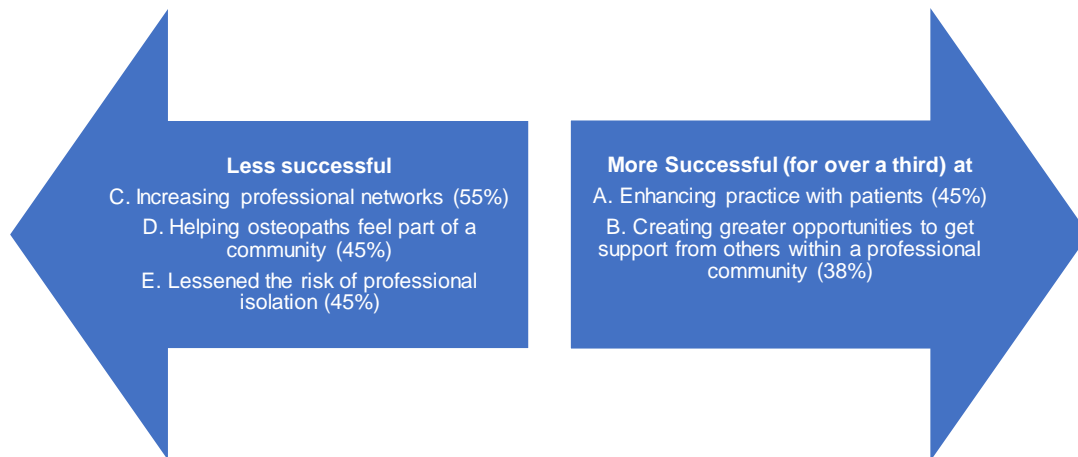 Less successful
C. Increasing professional networks (55%)
D. Helping osteopaths feel part of a
community (45%)
E. Lessened the risk of professional
isolation (45%)
More Successful (for over a third) at
A. Enhancing practice with patients (45%)
B. Creating greater opportunities to get
support from others within a professional
community (38%)